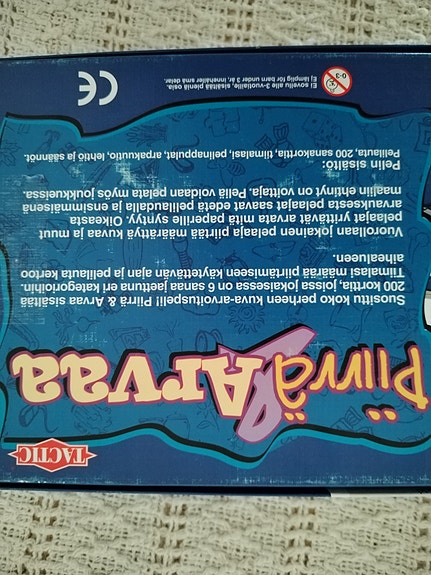 TACTIC
Piirrä & Arvaa
Suosittu koko perheen kuva-arvoituspeli! Piirrä & Arvaa sisältää
200 korttia, joissa jokaisessa on 6 sanaa jaettuna eri kategorioihin.
Tiimalasi määrää piirtämiseen käytettävän ajan ja pelilauta kertoo
aihealueen.
Vuorollaan jokainen pelaaja piirtää määrättyä kuvaa ja muut
pelaajat yrittävät arvata mitä paperille syntyy. Oikeasta
arvauksesta pelaajat saavat edetä pelilaudalla ja ensimmäisenä
maaliin ehtinyt on voittaja. Peliä voidaan pelata myös joukkueissa.
Pelin sisältö:
Pelilauta, 200 sanakorttia, tiimalasi, pelinappulat, arpakuutio, lehtiö ja säännöt.
0-3
Ei sovellu alle 3-vuotiaille, sisältää pieniä osia.
Ej lämplig för barn under 3 år, innehåller små delar.
CE